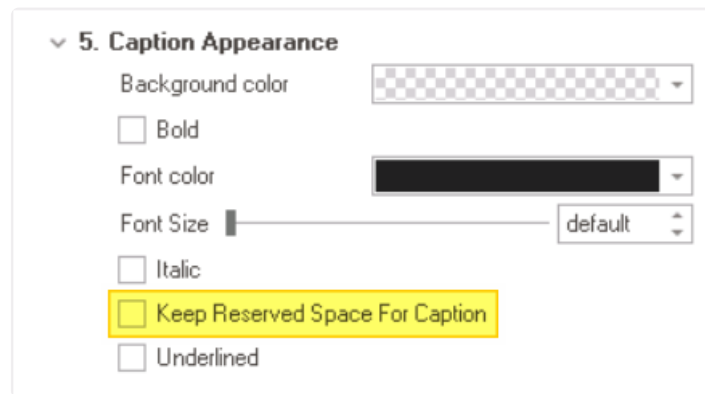 5. Caption Appearance
Background color
Bold
Font color
Font Size default
Italic
Keep Reserved Space For Caption
Underlined